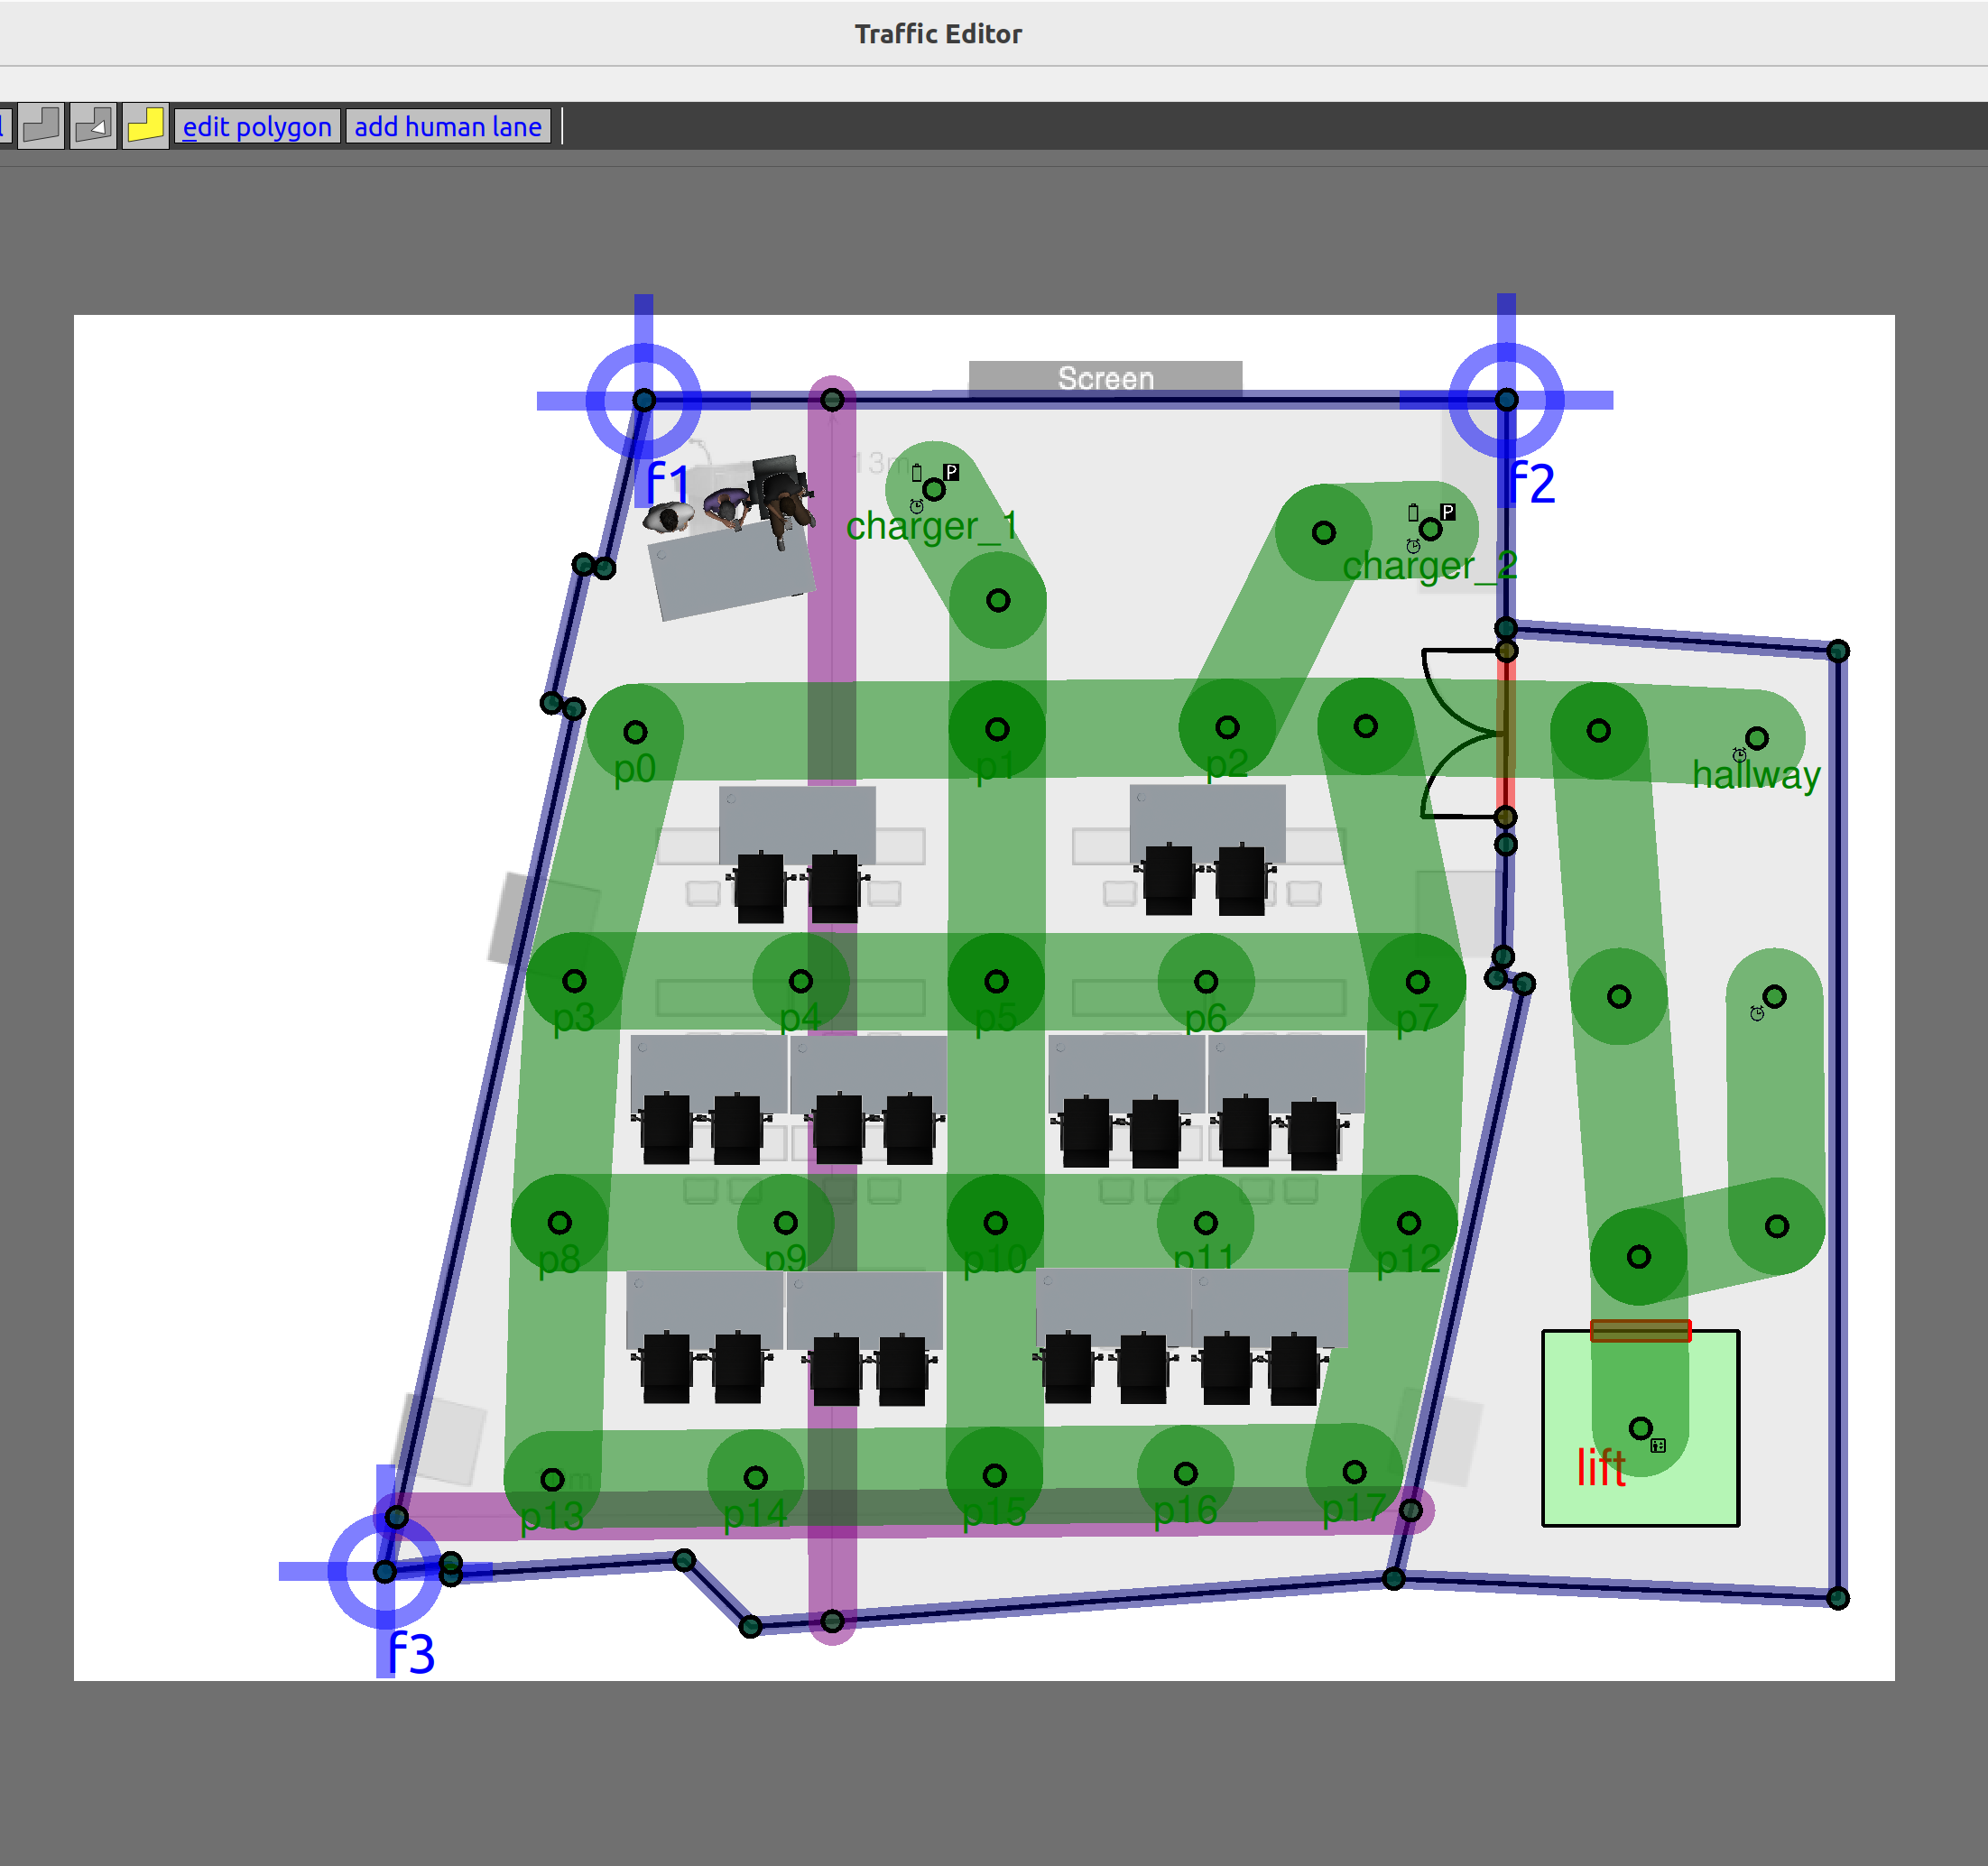 Traffic Editor
edit polygon
add human lane
Screen
f1
f2
13m
P
charger_1
P
charger_2
p0
p1
p2
hallway
p3
p4
p5
p6
p7
p8
p9
p10
p11
p12
lift
p13
p14
p15
p16
p17
f3